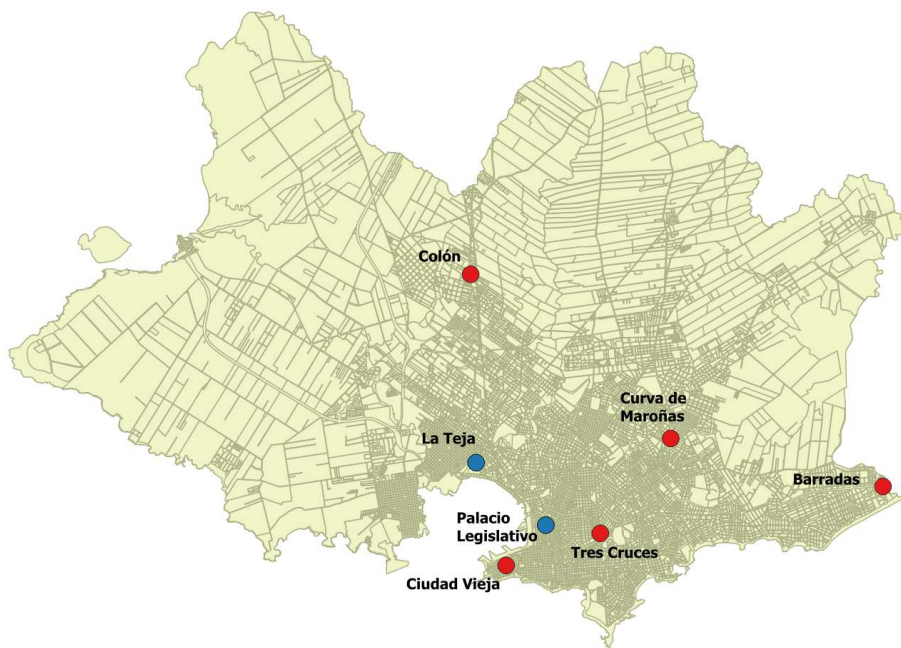 Colón
Curva de
Maroñas
La Teja
Barradas
Palacio
Legislativo
Tres Cruces
Ciudad Vieja